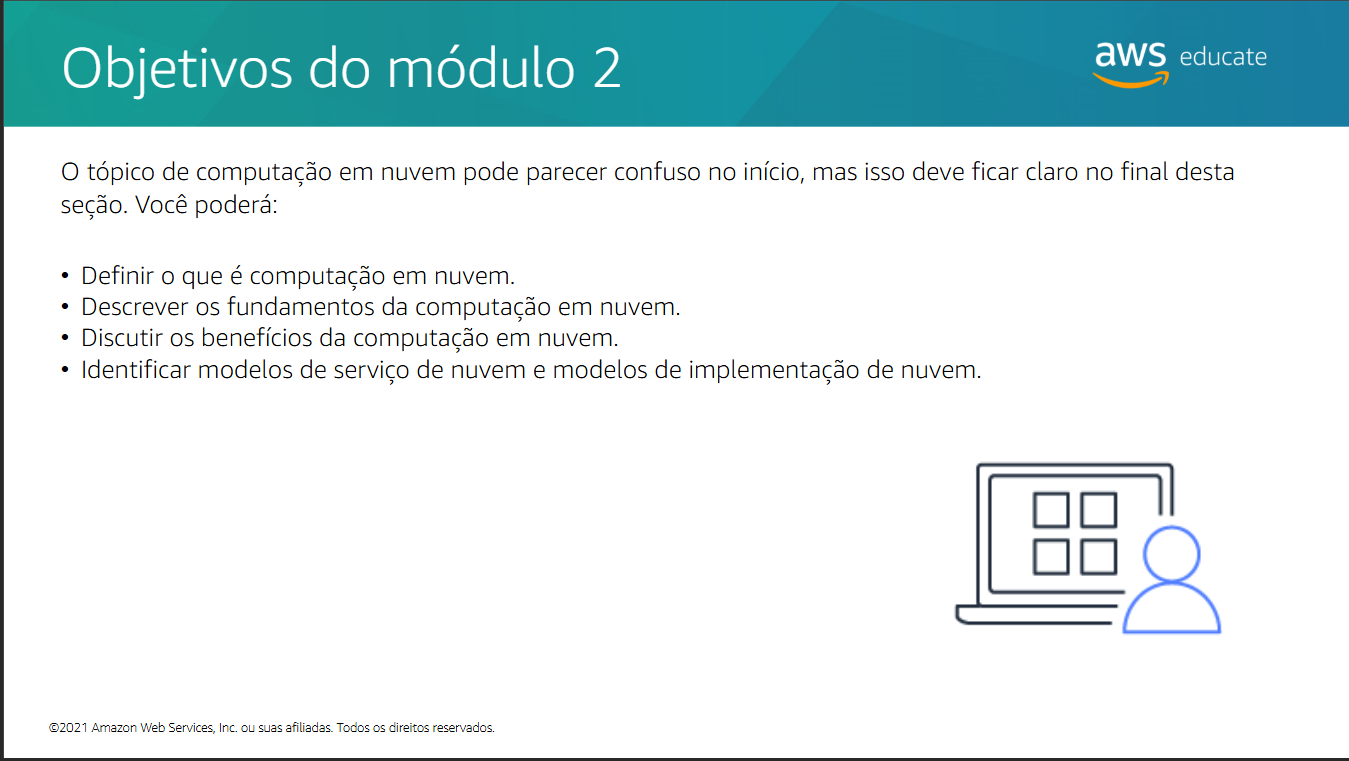 Objetivos do módulo 2
aws educate
O tópico de computação em nuvem pode parecer confuso no início, mas isso deve ficar claro no final desta
seção. Você poderá:
• Definir o que é computação em nuvem.
• Descrever os fundamentos da computação em nuvem.
• Discutir os benefícios da computação em nuvem.
• Identificar modelos de serviço de nuvem e modelos de implementação de nuvem.
©2021 Amazon Web Services, Inc. ou suas afiliadas. Todos os direitos reservados.